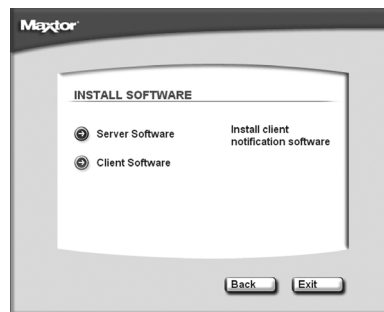 Maxtor
INSTALL SOFTWARE
Server Software
Install client
notification software
Client Software
Back
Exit